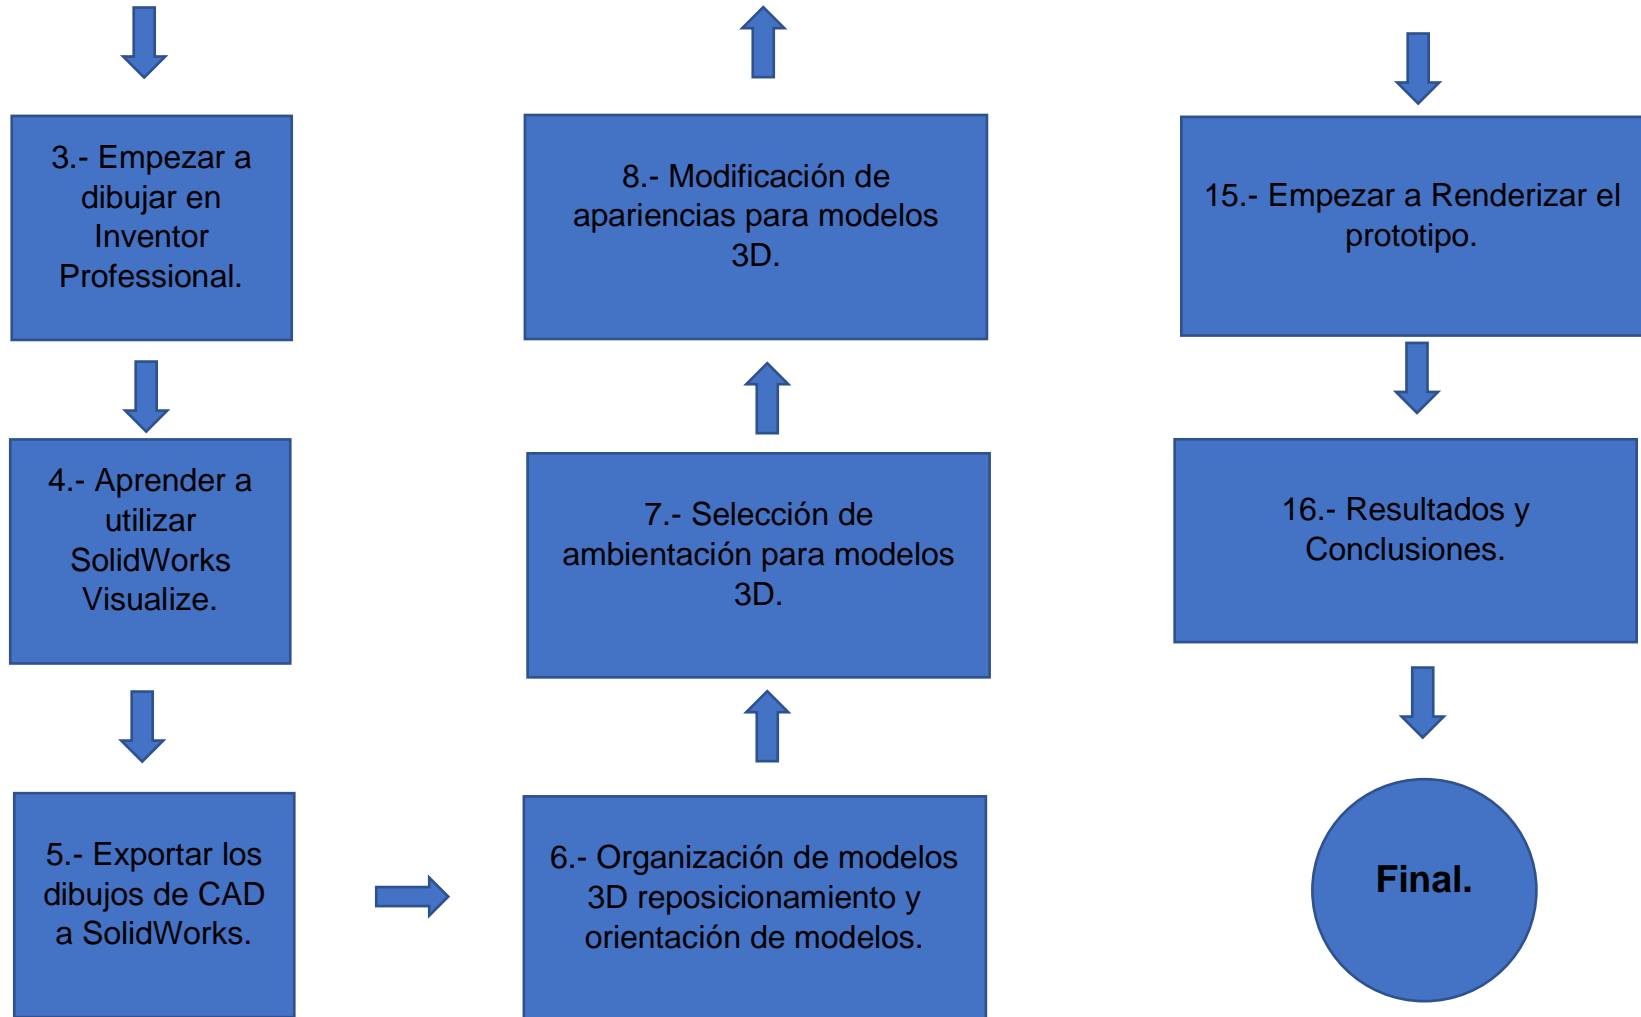 3.- Empezar a
dibujar en
Inventor
Professional.
4.- Aprender a
utilizar
SolidWorks
Visualize.
5.- Exportar los
dibujos de CAD
a SolidWorks.
6.- Organización de modelos
3D reposicionamiento y
orientación de modelos.
7.- Selección de
ambientación para modelos
3D.
8.- Modificación de
apariencias para modelos
3D.
15.- Empezar a Renderizar el
prototipo.
16.- Resultados y
Conclusiones.
Final.